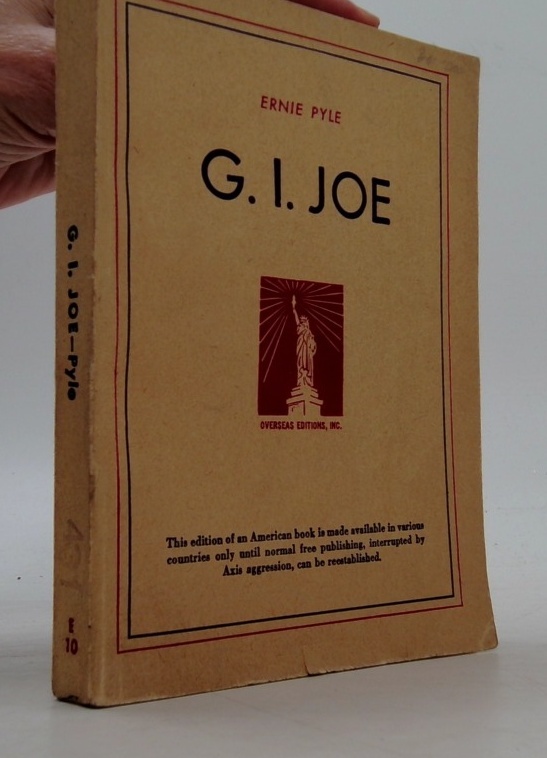 ERNIE PYLE
G. I. JOE
OVERSEAS EDITIONS, INC.
This edition of an American book is made available in various
countries only until normal free publishing, interrupted by
Axis aggression, can be reestablished.
G. I. JOE—Pyle
E
10